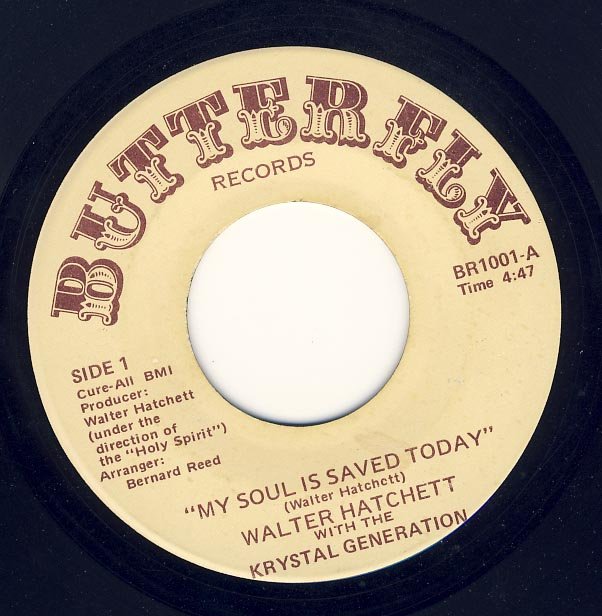 BUTTERFLY
RECORDS
BR1001-A
Time 4:47
SIDE 1
Cure-All BMI
Producer:
Walter Hatchett
(under the
direction of
the "Holy Spirit")
Arranger:
Bernard Reed
"MY SOUL IS SAVED TODAY"
(Walter Hatchett)
WALTER HATCHETT
WITH THE
KRYSTAL GENERATION